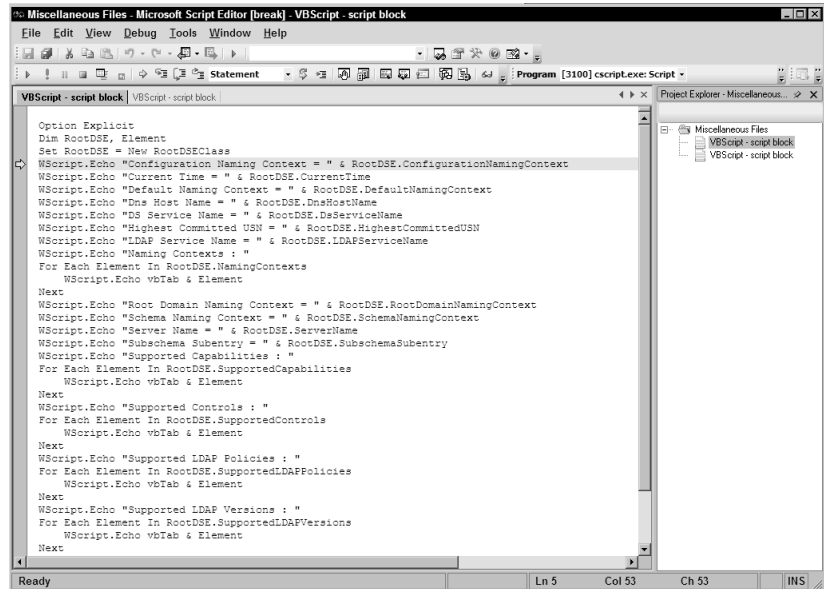 Miscellaneous Files - Microsoft Script Editor [break] - VBScript - script block
File Edit View Debug Tools Window Help
Statement
Program [3100] cscript.exe: Script
VBScript - script block VBScript - script block
Option Explicit
Dim RootDSE, Element
Set RootDSE = New RootDSEClass
WScript.Echo "Configuration Naming Context = " & RootDSE.ConfigurationNamingContext
WScript.Echo "Current Time = " & RootDSE.CurrentTime
WScript.Echo "Default Naming Context = " & RootDSE.DefaultNamingContext
WScript.Echo "Dns Host Name = " & RootDSE.DnsHostName
WScript.Echo "DS Service Name = " & RootDSE.DsServiceName
WScript.Echo "Highest Committed USN = " & RootDSE.HighestCommittedUSN
WScript.Echo "LDAP Service Name = " & RootDSE.LDAPServiceName
WScript.Echo "Naming Contexts : "
For Each Element In RootDSE.NamingContexts
    WScript.Echo vbTab & Element
Next
WScript.Echo "Root Domain Naming Context = " & RootDSE.RootDomainNamingContext
WScript.Echo "Schema Naming Context = " & RootDSE.SchemaNamingContext
WScript.Echo "Server Name = " & RootDSE.ServerName
WScript.Echo "Subschema Subentry = " & RootDSE.SubschemaSubentry
WScript.Echo "Supported Capabilities : "
For Each Element In RootDSE.SupportedCapabilities
    WScript.Echo vbTab & Element
Next
WScript.Echo "Supported Controls : "
For Each Element In RootDSE.SupportedControls
    WScript.Echo vbTab & Element
Next
WScript.Echo "Supported LDAP Policies : "
For Each Element In RootDSE.SupportedLDAPPolicies
    WScript.Echo vbTab & Element
Next
WScript.Echo "Supported LDAP Versions : "
For Each Element In RootDSE.SupportedLDAPVersions
    WScript.Echo vbTab & Element
Next
Project Explorer - Miscellaneous...
Miscellaneous Files
VBScript - script block
VBScript - script block
Ready Ln 5 Col 53 Ch 53 INS